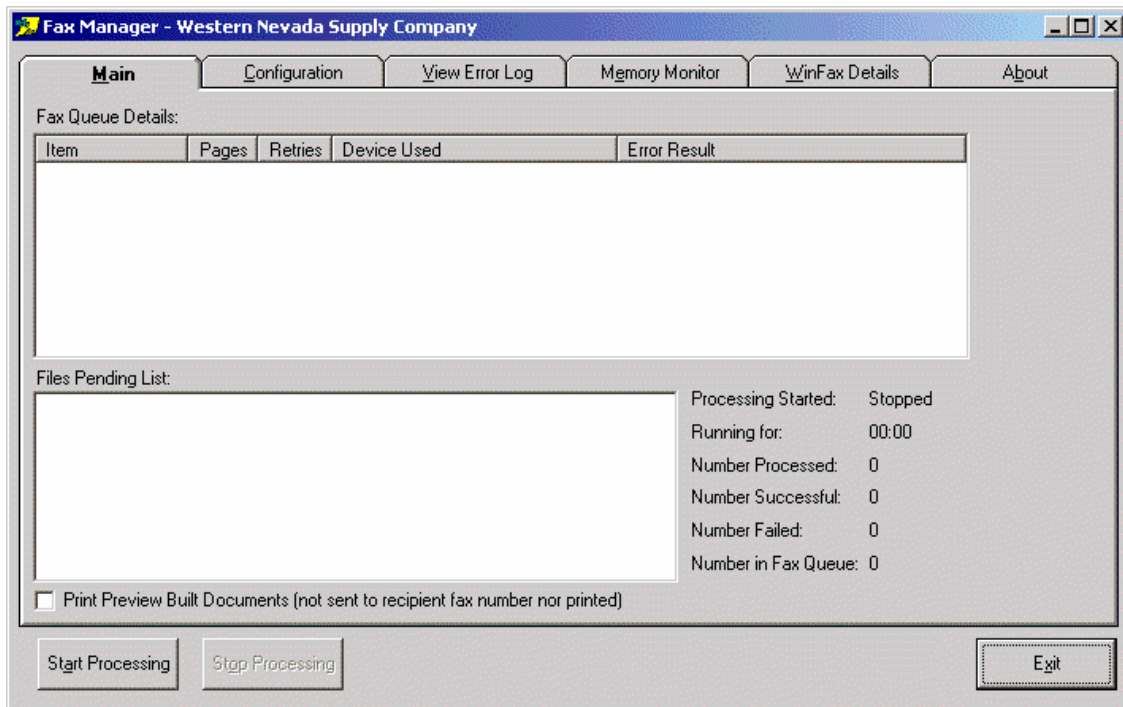 Fax Manager - Western Nevada Supply Company
Main Configuration View Error Log Memory Monitor WinFax Details About
Fax Queue Details:
Item Pages Retries Device Used Error Result
Files Pending List:
Processing Started: Stopped
Running for: 00:00
Number Processed: 0
Number Successful: 0
Number Failed: 0
Number in Fax Queue: 0
Print Preview Built Documents (not sent to recipient fax number nor printed)
Start Processing Stop Processing Exit